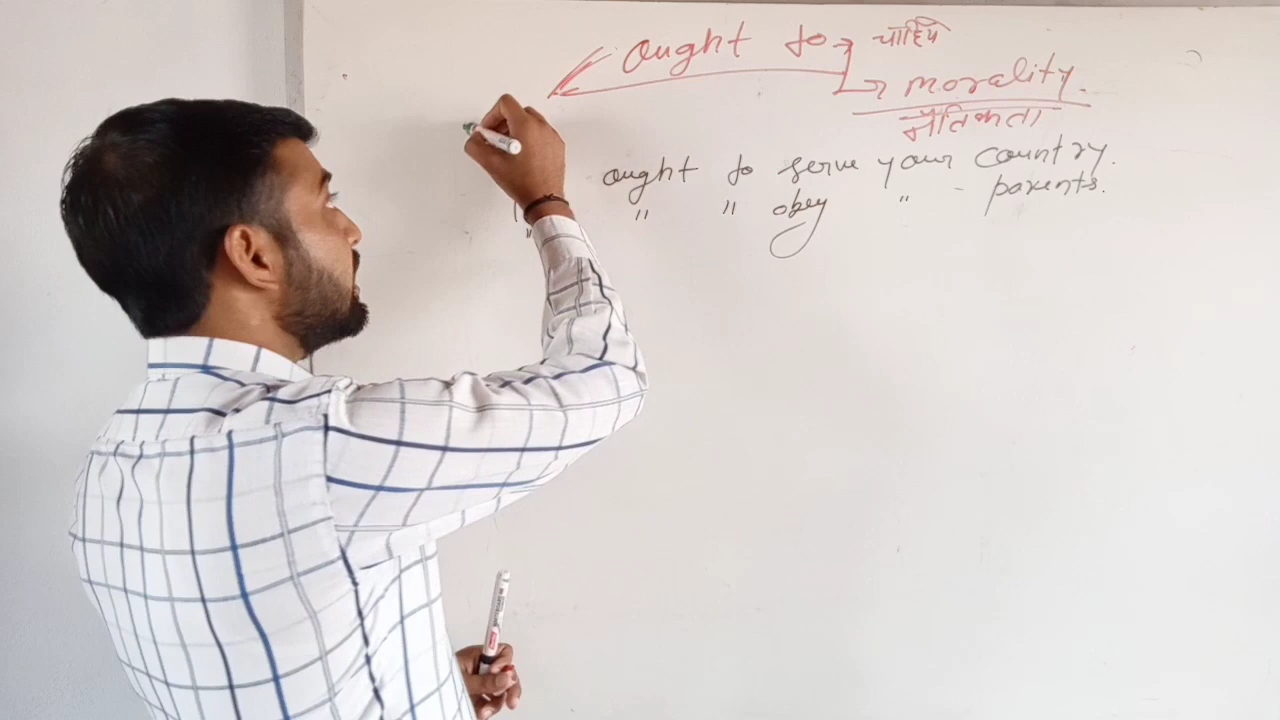 ought to चाहिये
morality.
नैतिकता
ought to serve your country.
" " " obey " parents.